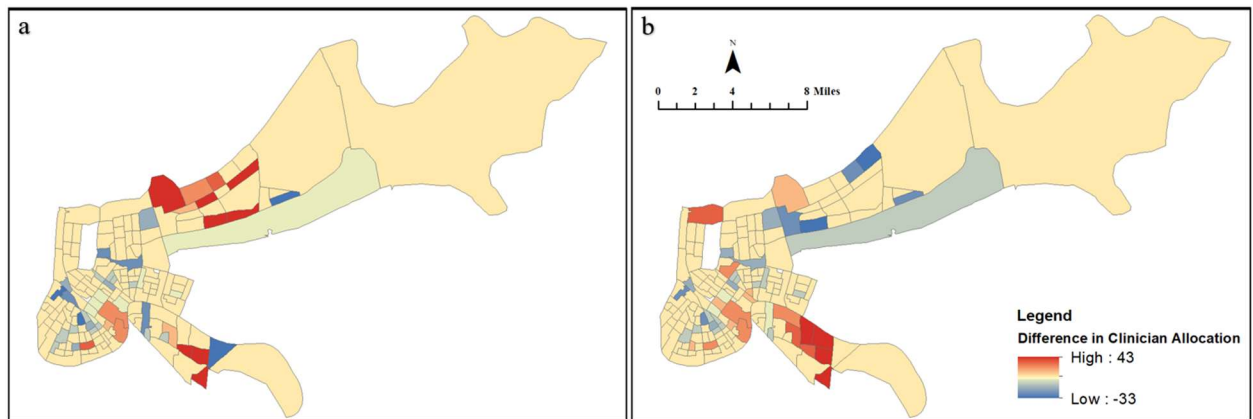 a
b
N
0 2 4 8 Miles
Legend
Difference in Clinician Allocation
High : 43
Low : -33